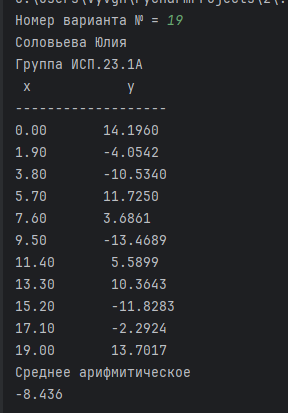 Номер варианта № = 19
Соловьева Юлия
Группа ИСП.23.1А
x y
-------------------
0.00 14.1960
1.90 -4.0542
3.80 -10.5340
5.70 11.7250
7.60 3.6861
9.50 -13.4689
11.40 5.5899
13.30 10.3643
15.20 -11.8283
17.10 -2.2924
19.00 13.7017
Среднее арифмитическое
-8.436